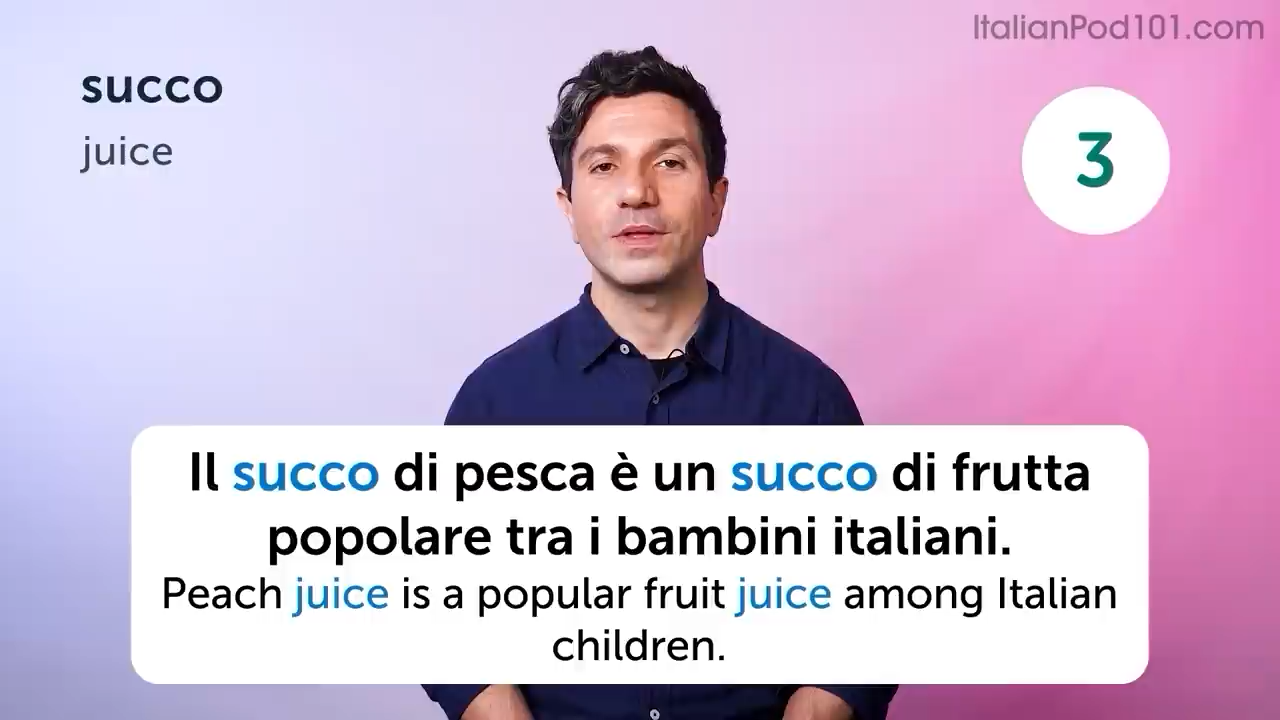 ItalianPod101.com
succo
juice
3
Il succo di pesca è un succo di frutta
popolare tra i bambini italiani.
Peach juice is a popular fruit juice among Italian
children.